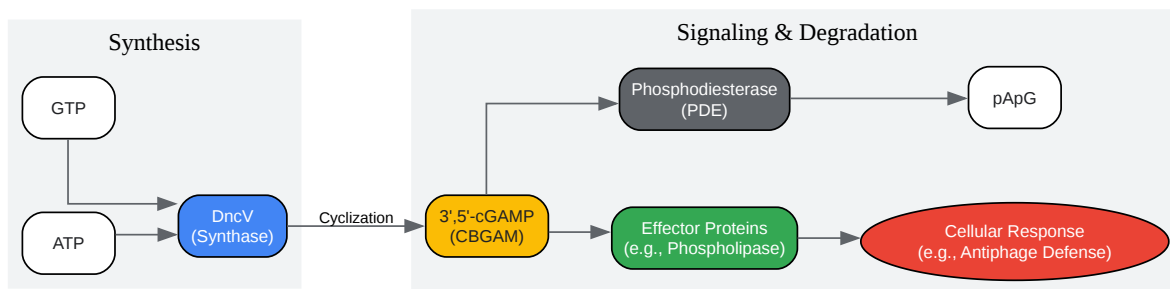 Synthesis
GTP
ATP
DncV
(Synthase)
Cyclization
Signaling & Degradation
Phosphodiesterase
(PDE)
pApG
3',5'-cGAMP
(CBGAM)
Effector Proteins
(e.g., Phospholipase)
Cellular Response
(e.g., Antiphage Defense)